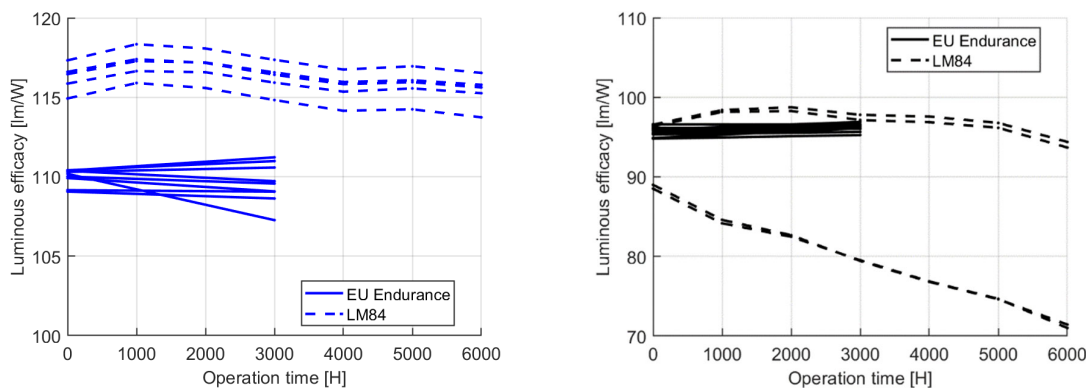 120
115
110
105
100
Luminous efficacy [lm/W]
EU Endurance
LM84
0 1000 2000 3000 4000 5000 6000
Operation time [H]
110
100
90
80
70
Luminous efficacy [lm/W]
EU Endurance
LM84
0 1000 2000 3000 4000 5000 6000
Operation time [H]